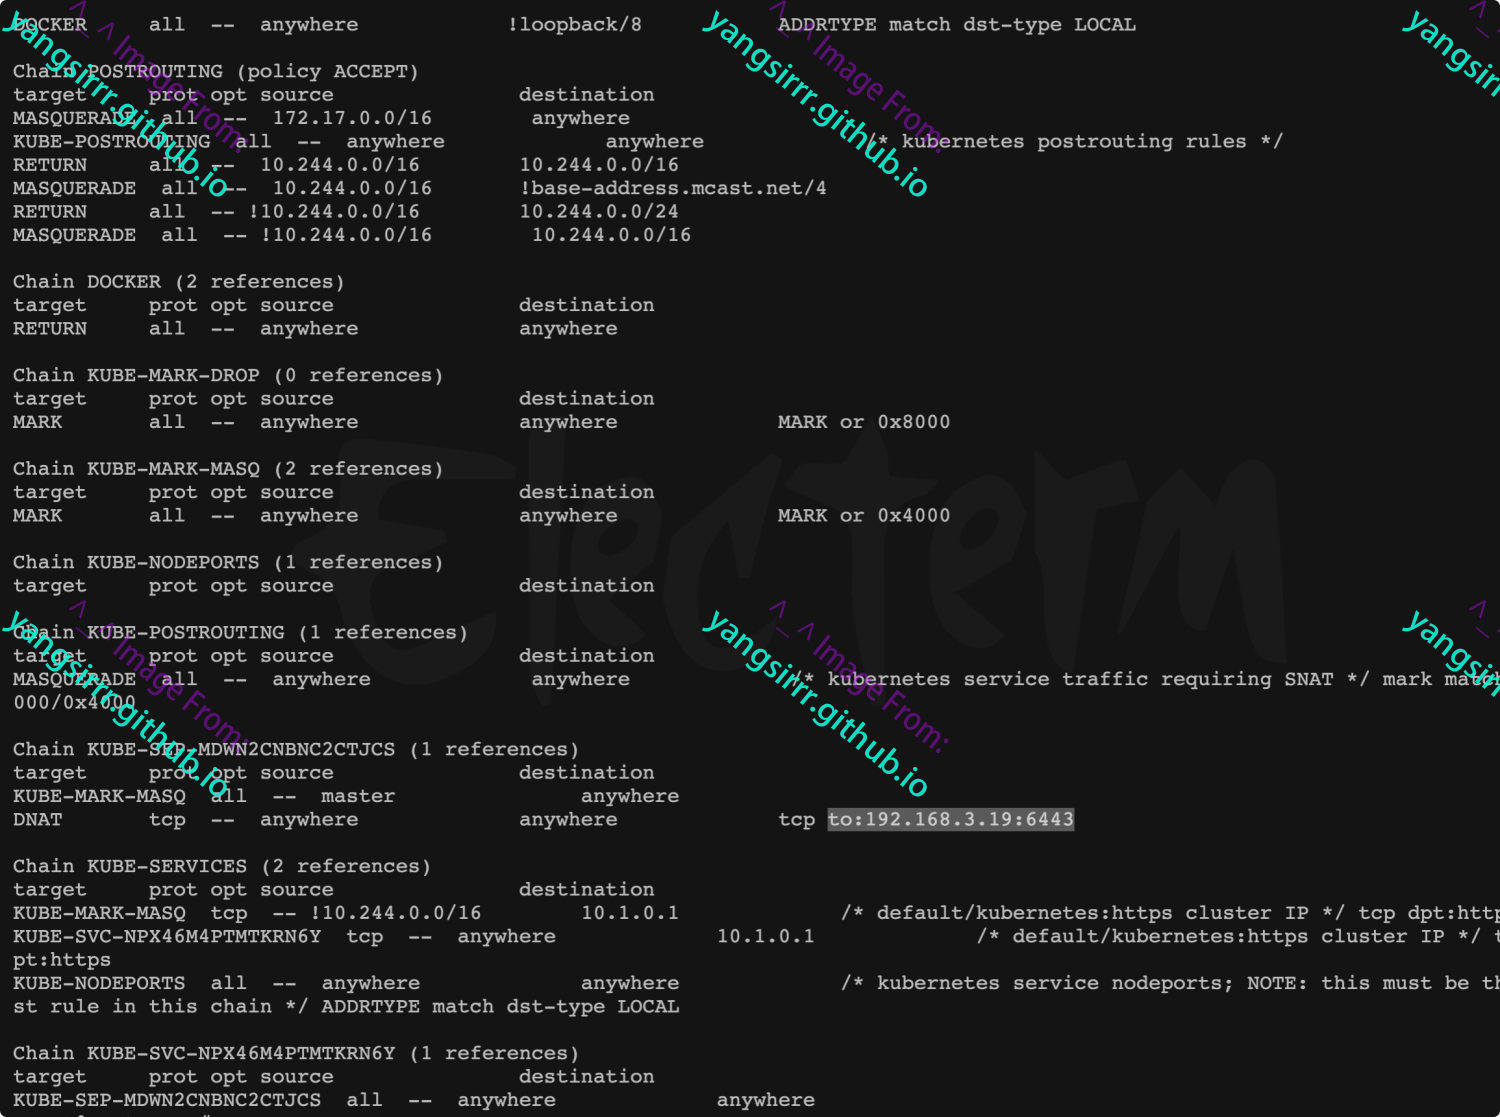 DOCKER     all  --  anywhere            !loopback/8           ADDRTYPE match dst-type LOCAL
Chain POSTROUTING (policy ACCEPT)
target     prot opt source               destination
MASQUERADE  all  --  172.17.0.0/16        anywhere
KUBE-POSTROUTING  all  --  anywhere             anywhere             /* kubernetes postrouting rules */
RETURN     all  --  10.244.0.0/16        10.244.0.0/16
MASQUERADE  all  --  10.244.0.0/16       !base-address.mcast.net/4
RETURN     all  -- !10.244.0.0/16        10.244.0.0/24
MASQUERADE  all  -- !10.244.0.0/16        10.244.0.0/16
Chain DOCKER (2 references)
target     prot opt source               destination
RETURN     all  --  anywhere             anywhere
Chain KUBE-MARK-DROP (0 references)
target     prot opt source               destination
MARK       all  --  anywhere             anywhere             MARK or 0x8000
Chain KUBE-MARK-MASQ (2 references)
target     prot opt source               destination
MARK       all  --  anywhere             anywhere             MARK or 0x4000
Chain KUBE-NODEPORTS (1 references)
target     prot opt source               destination
Chain KUBE-POSTROUTING (1 references)
target     prot opt source               destination
MASQUERADE  all  --  anywhere             anywhere             /* kubernetes service traffic requiring SNAT */ mark match
000/0x4000
Chain KUBE-SEP-MDWN2CNBNC2CTJCS (1 references)
target     prot opt source               destination
KUBE-MARK-MASQ  all  --  master               anywhere
DNAT       tcp  --  anywhere             anywhere             tcp to:192.168.3.19:6443
Chain KUBE-SERVICES (2 references)
target     prot opt source               destination
KUBE-MARK-MASQ  tcp  -- !10.244.0.0/16        10.1.0.1             /* default/kubernetes:https cluster IP */ tcp dpt:http
KUBE-SVC-NPX46M4PTMTKRN6Y  tcp  --  anywhere             10.1.0.1             /* default/kubernetes:https cluster IP */ t
pt:https
KUBE-NODEPORTS  all  --  anywhere             anywhere             /* kubernetes service nodeports; NOTE: this must be th
st rule in this chain */ ADDRTYPE match dst-type LOCAL
Chain KUBE-SVC-NPX46M4PTMTKRN6Y (1 references)
target     prot opt source               destination
KUBE-SEP-MDWN2CNBNC2CTJCS  all  --  anywhere             anywhere
Electerm
^_^ Image From:
yangsirrr.github.io
^_^ Image From:
yangsirrr.github.io
yangsirr
^_^ Image From:
yangsirrr.github.io
^_^ Image From:
yangsirrr.github.io
yangsirr